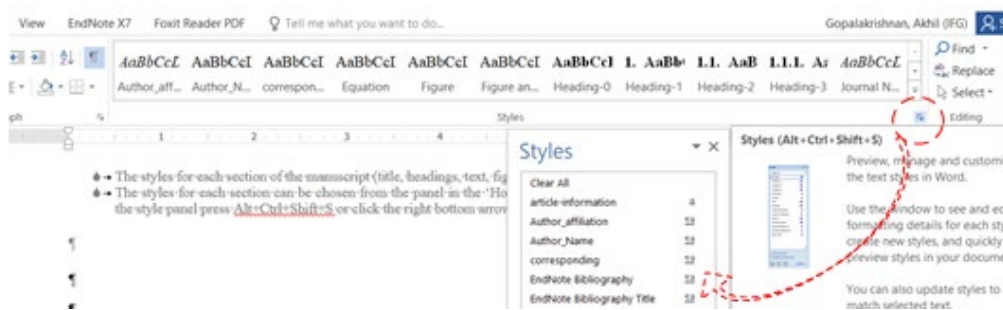 View EndNote X7 Foxit Reader PDF Tell me what you want to do... Gopalakrishnan, Akhil (IFG)
AaBbCcL AaBbCcI AaBbCcI AaBbCcI AaBbCcI AaBbCcI AaBbCcI 1. AaBb 1.1. AaB 1.1.1. A AaBbCcL
Author_aff... Author_N... correspon... Equation Figure Figure an... Heading-0 Heading-1 Heading-2 Heading-3 Journal N...
Find
Replace
Select
Styles Editing
1 2 3 4
The styles for each section of the manuscript (title, headings, text, fig
The styles for each section can be chosen from the panel in the 'Ho
the style panel press Alt+Ctrl+Shift+S or click the right bottom arrow
Styles
Clear All
article-information a
Author_affiliation
Author_Name
corresponding
EndNote Bibliography
EndNote Bibliography Title
Styles (Alt+Ctrl+Shift+S)
Preview, manage and customi
the text styles in Word.
Use the window to see and e
formatting details for each sty
create new styles, and quickly
preview styles in your docume
You can also update styles to
match selected text.